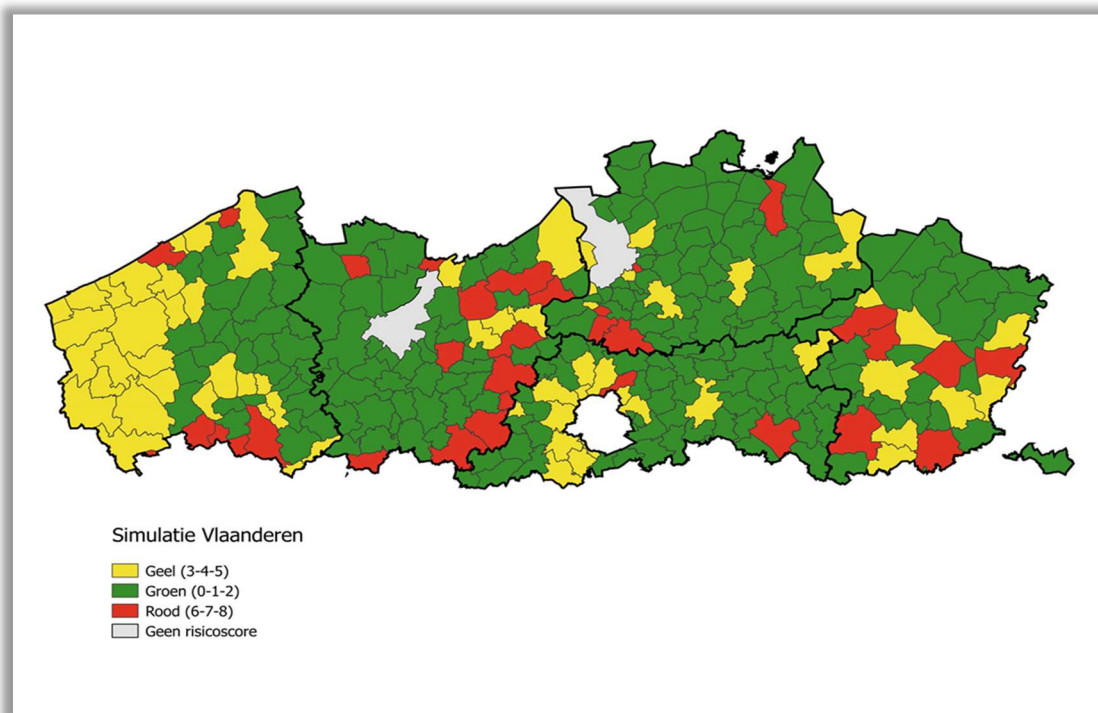 Simulatie Vlaanderen
Geel (3-4-5)
Groen (0-1-2)
Rood (6-7-8)
Geen risicoscore